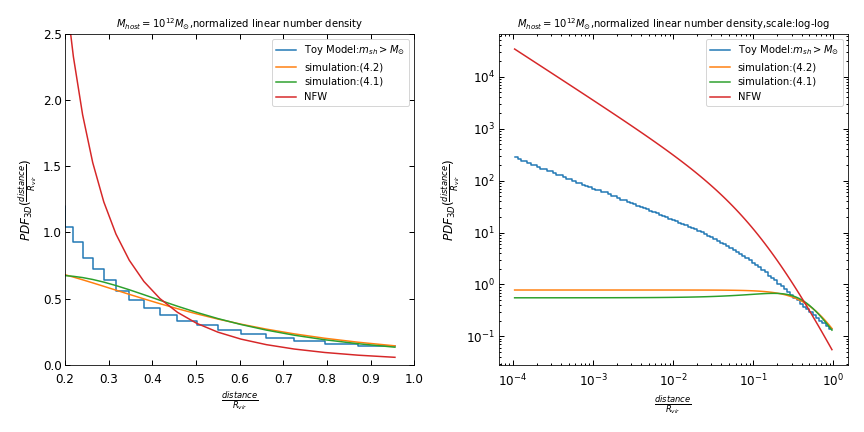 M_host = 10^12 M_⊙,normalized linear number density
2.5
2.0
1.5
1.0
0.5
0.0
PDF_3D(distance/R_vir)
Toy Model:m_sh > M_⊙
simulation:(4.2)
simulation:(4.1)
NFW
0.2 0.3 0.4 0.5 0.6 0.7 0.8 0.9 1.0
distance/R_vir
M_host = 10^12 M_⊙,normalized linear number density,scale:log-log
10^4
10^3
10^2
10^1
10^0
10^−1
PDF_3D(distance/R_vir)
Toy Model:m_sh > M_⊙
simulation:(4.2)
simulation:(4.1)
NFW
10^−4 10^−3 10^−2 10^−1 10^0
distance/R_vir